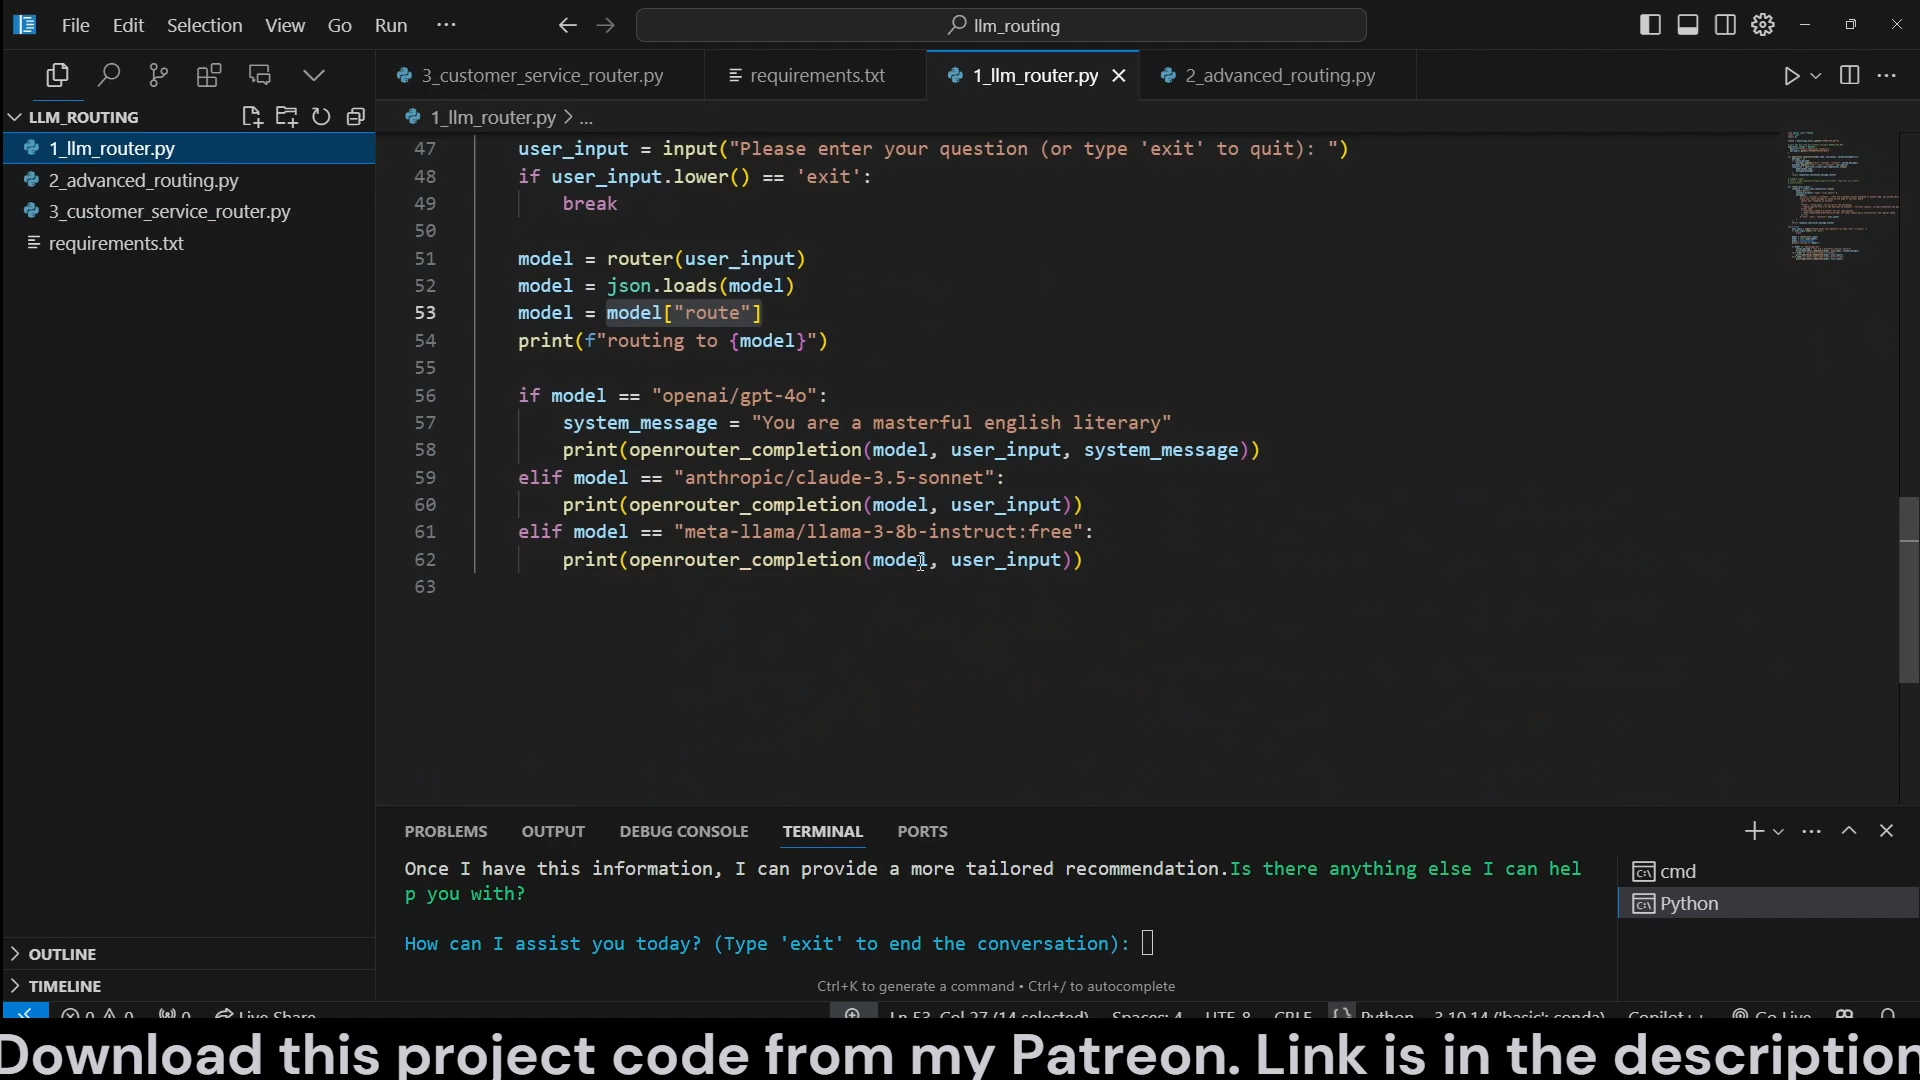 File Edit Selection View Go Run ···
llm_routing
3_customer_service_router.py
requirements.txt
1_llm_router.py
2_advanced_routing.py
LLM_ROUTING
1_llm_router.py
2_advanced_routing.py
3_customer_service_router.py
requirements.txt
1_llm_router.py > ...
47 user_input = input("Please enter your question (or type 'exit' to quit): ")
48 if user_input.lower() == 'exit':
49 break
50
51 model = router(user_input)
52 model = json.loads(model)
53 model = model["route"]
54 print(f"routing to {model}")
55
56 if model == "openai/gpt-4o":
57 system_message = "You are a masterful english literary"
58 print(openrouter_completion(model, user_input, system_message))
59 elif model == "anthropic/claude-3.5-sonnet":
60 print(openrouter_completion(model, user_input))
61 elif model == "meta-llama/llama-3-8b-instruct:free":
62 print(openrouter_completion(model, user_input))
63
PROBLEMS OUTPUT DEBUG CONSOLE TERMINAL PORTS
Once I have this information, I can provide a more tailored recommendation.Is there anything else I can hel
p you with?
How can I assist you today? (Type 'exit' to end the conversation):
Ctrl+K to generate a command • Ctrl+/ to autocomplete
cmd
Python
OUTLINE
TIMELINE
0 0 0 Live Share Ln 53, Col 27 (14 selected) Spaces: 4 UTF-8 CRLF Python 3.10.14 ('basic': conda) Copilot++ Go Live
Download this project code from my Patreon. Link is in the description